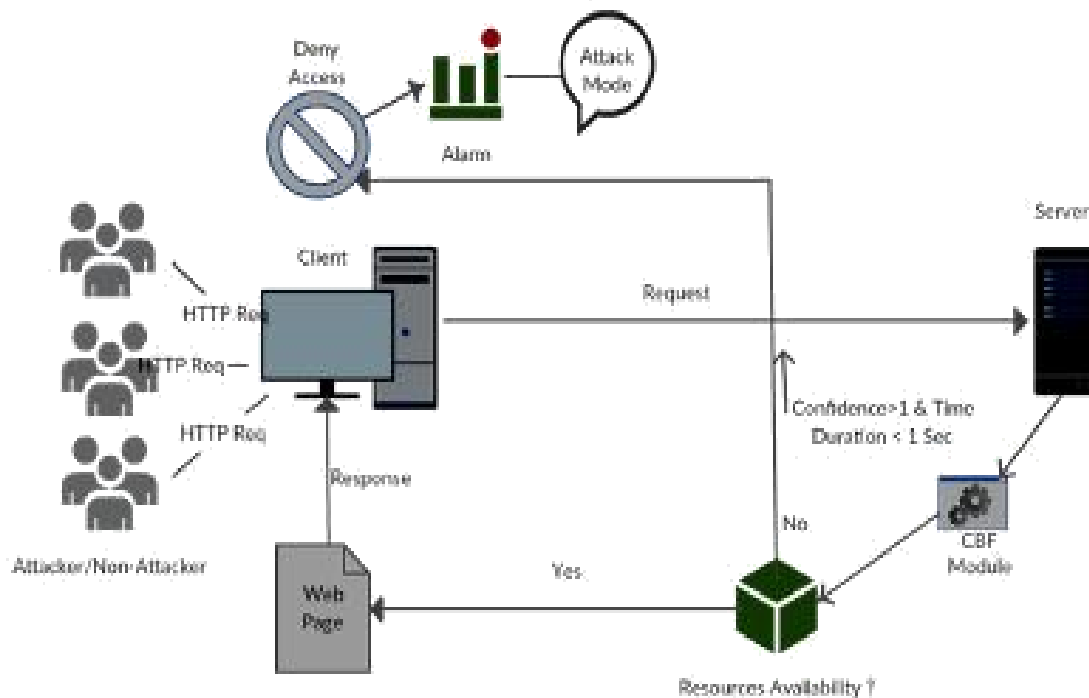 Deny
Access
Attack
Mode
Alarm
Server
Client
Request
HTTP Req
HTTP Req
HTTP Req
Confidence>1 & Time
Duration < 1 Sec
Response
No
CBF
Module
Attacker/Non-Attacker
Yes
Web
Page
Resources Availability ?